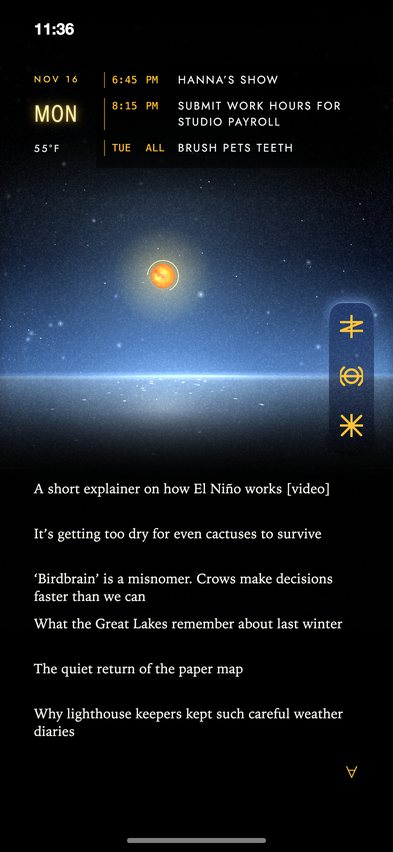 11:36
NOV 16
MON
55°F
6:45 PM HANNA'S SHOW
8:15 PM SUBMIT WORK HOURS FOR
STUDIO PAYROLL
TUE ALL BRUSH PETS TEETH
A short explainer on how El Niño works [video]
It’s getting too dry for even cactuses to survive
‘Birdbrain’ is a misnomer. Crows make decisions
faster than we can
What the Great Lakes remember about last winter
The quiet return of the paper map
Why lighthouse keepers kept such careful weather
diaries